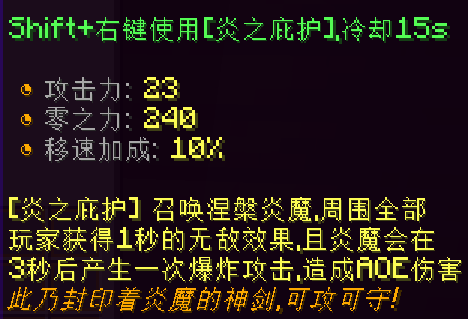 Shift+右键使用[炎之庇护],冷却15s
攻击力: 23
零之力: 240
移速加成: 10%
[炎之庇护] 召唤涅槃炎魔,周围全部
玩家获得1秒的无敌效果,且炎魔会在
3秒后产生一次爆炸攻击,造成AOE伤害
此乃封印着炎魔的神剑,可攻可守!